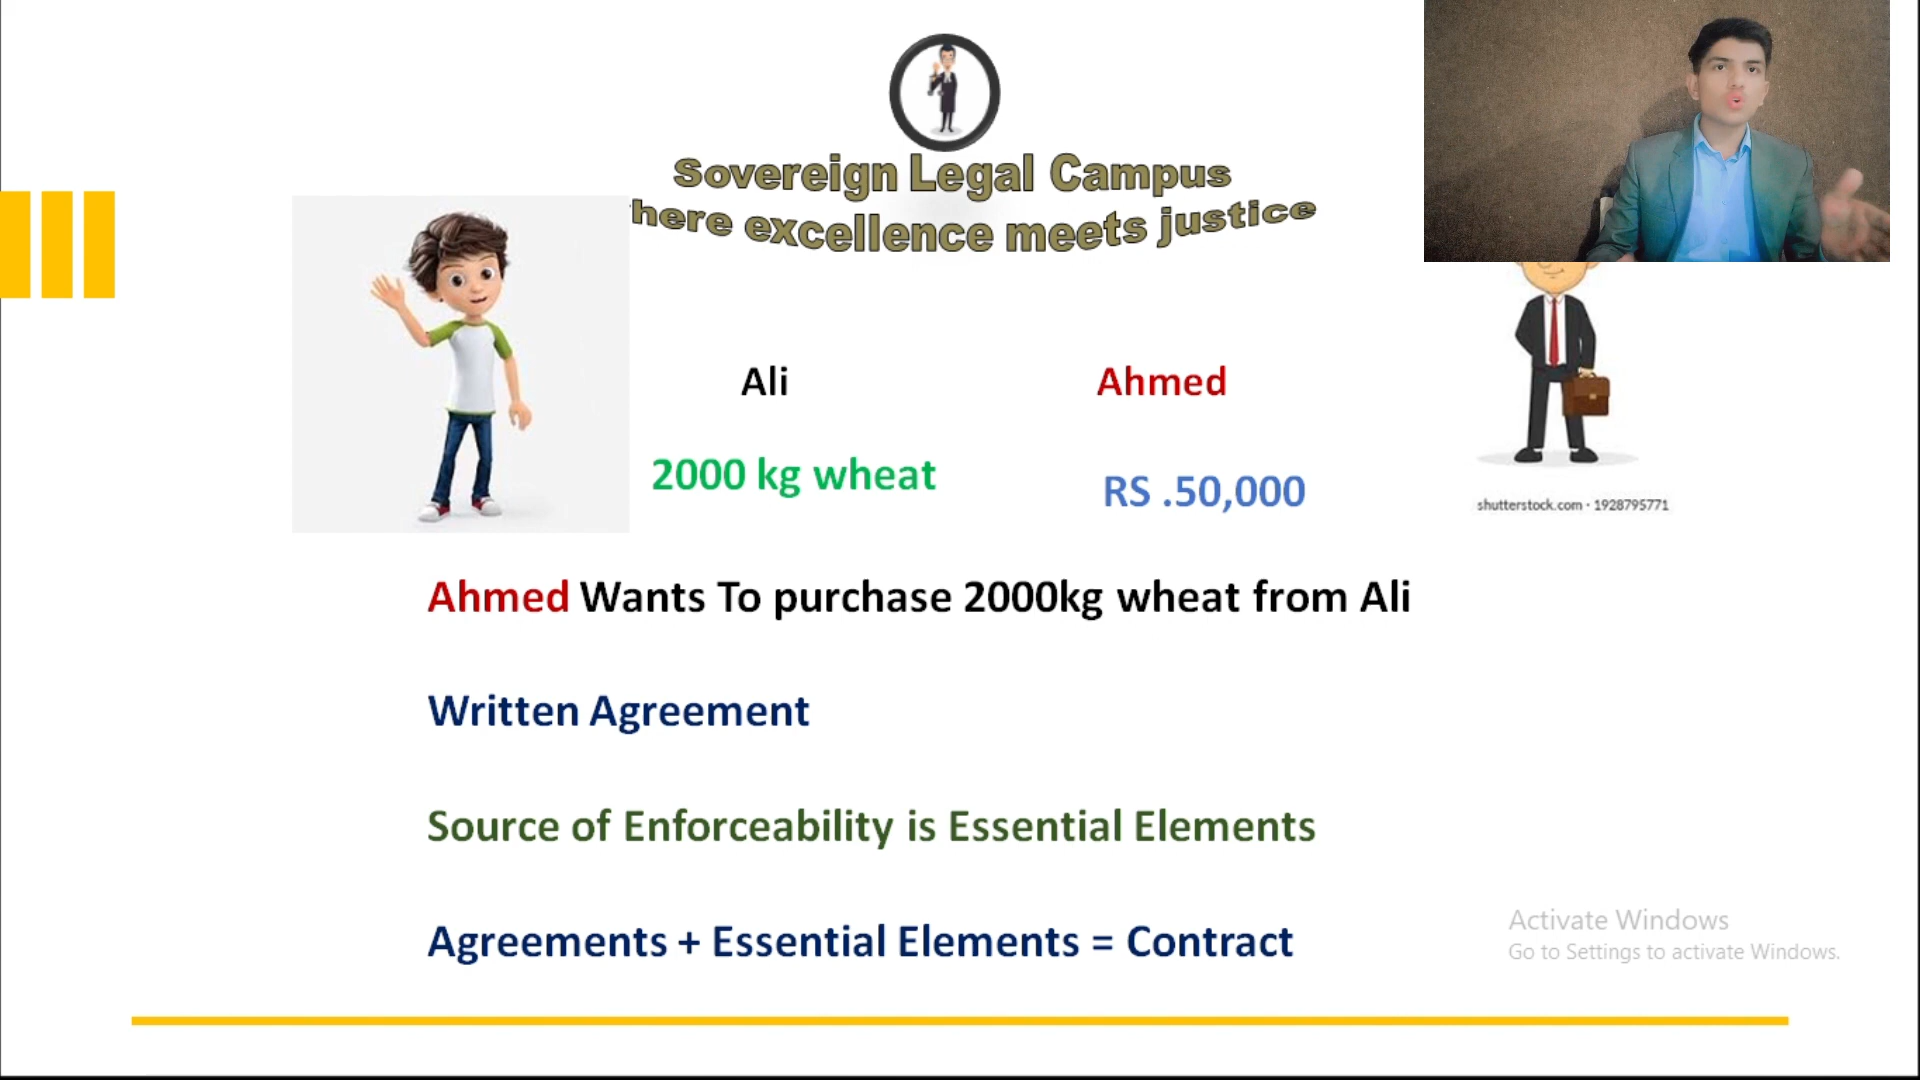 Sovereign Legal Campus
here excellence meets justice
Ali
Ahmed
2000 kg wheat
RS .50,000
shutterstock.com · 1928795771
Ahmed Wants To purchase 2000kg wheat from Ali
Written Agreement
Source of Enforceability is Essential Elements
Agreements + Essential Elements = Contract
Activate Windows
Go to Settings to activate Windows.